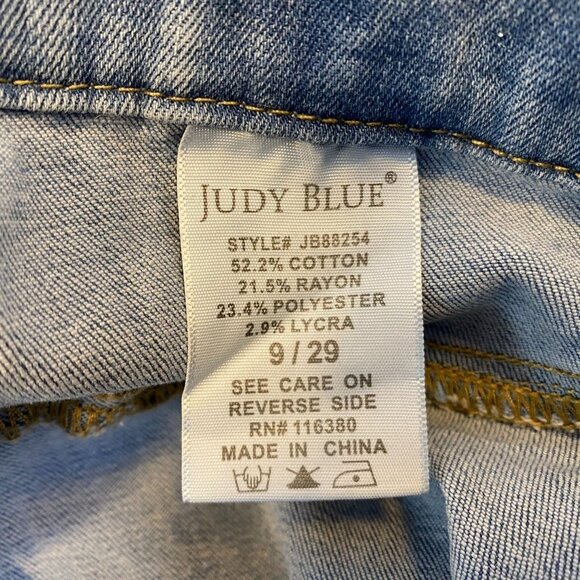 JUDY BLUE®
STYLE# JB88254
52.2% COTTON
21.5% RAYON
23.4% POLYESTER
2.9% LYCRA
9 / 29
SEE CARE ON
REVERSE SIDE
RN# 116380
MADE IN CHINA